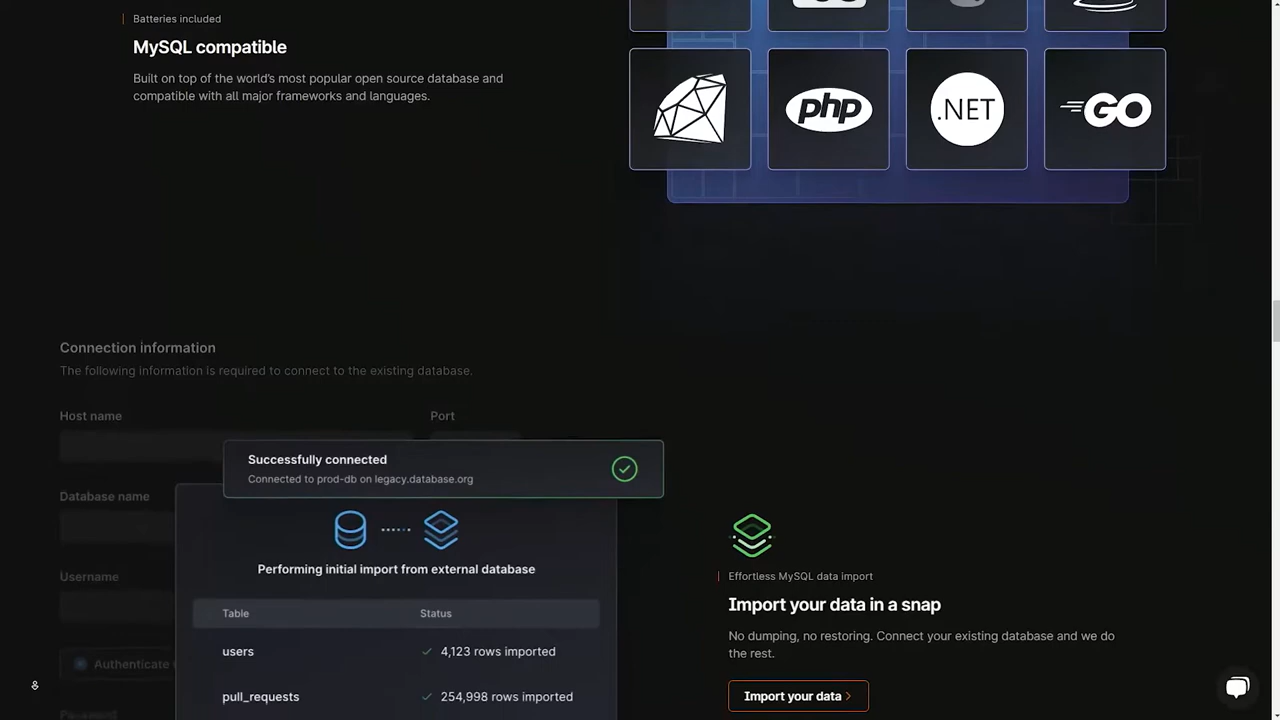 Batteries included
MySQL compatible
Built on top of the world's most popular open source database and
compatible with all major frameworks and languages.
php
.NET
GO
Connection information
The following information is required to connect to the existing database.
Host name
Port
Successfully connected
Connected to prod-db on legacy.database.org
Database name
Performing initial import from external database
Username
Table
Status
users
4,123 rows imported
Authenticate
pull_requests
254,998 rows imported
Effortless MySQL data import
Import your data in a snap
No dumping, no restoring. Connect your existing database and we do
the rest.
Import your data